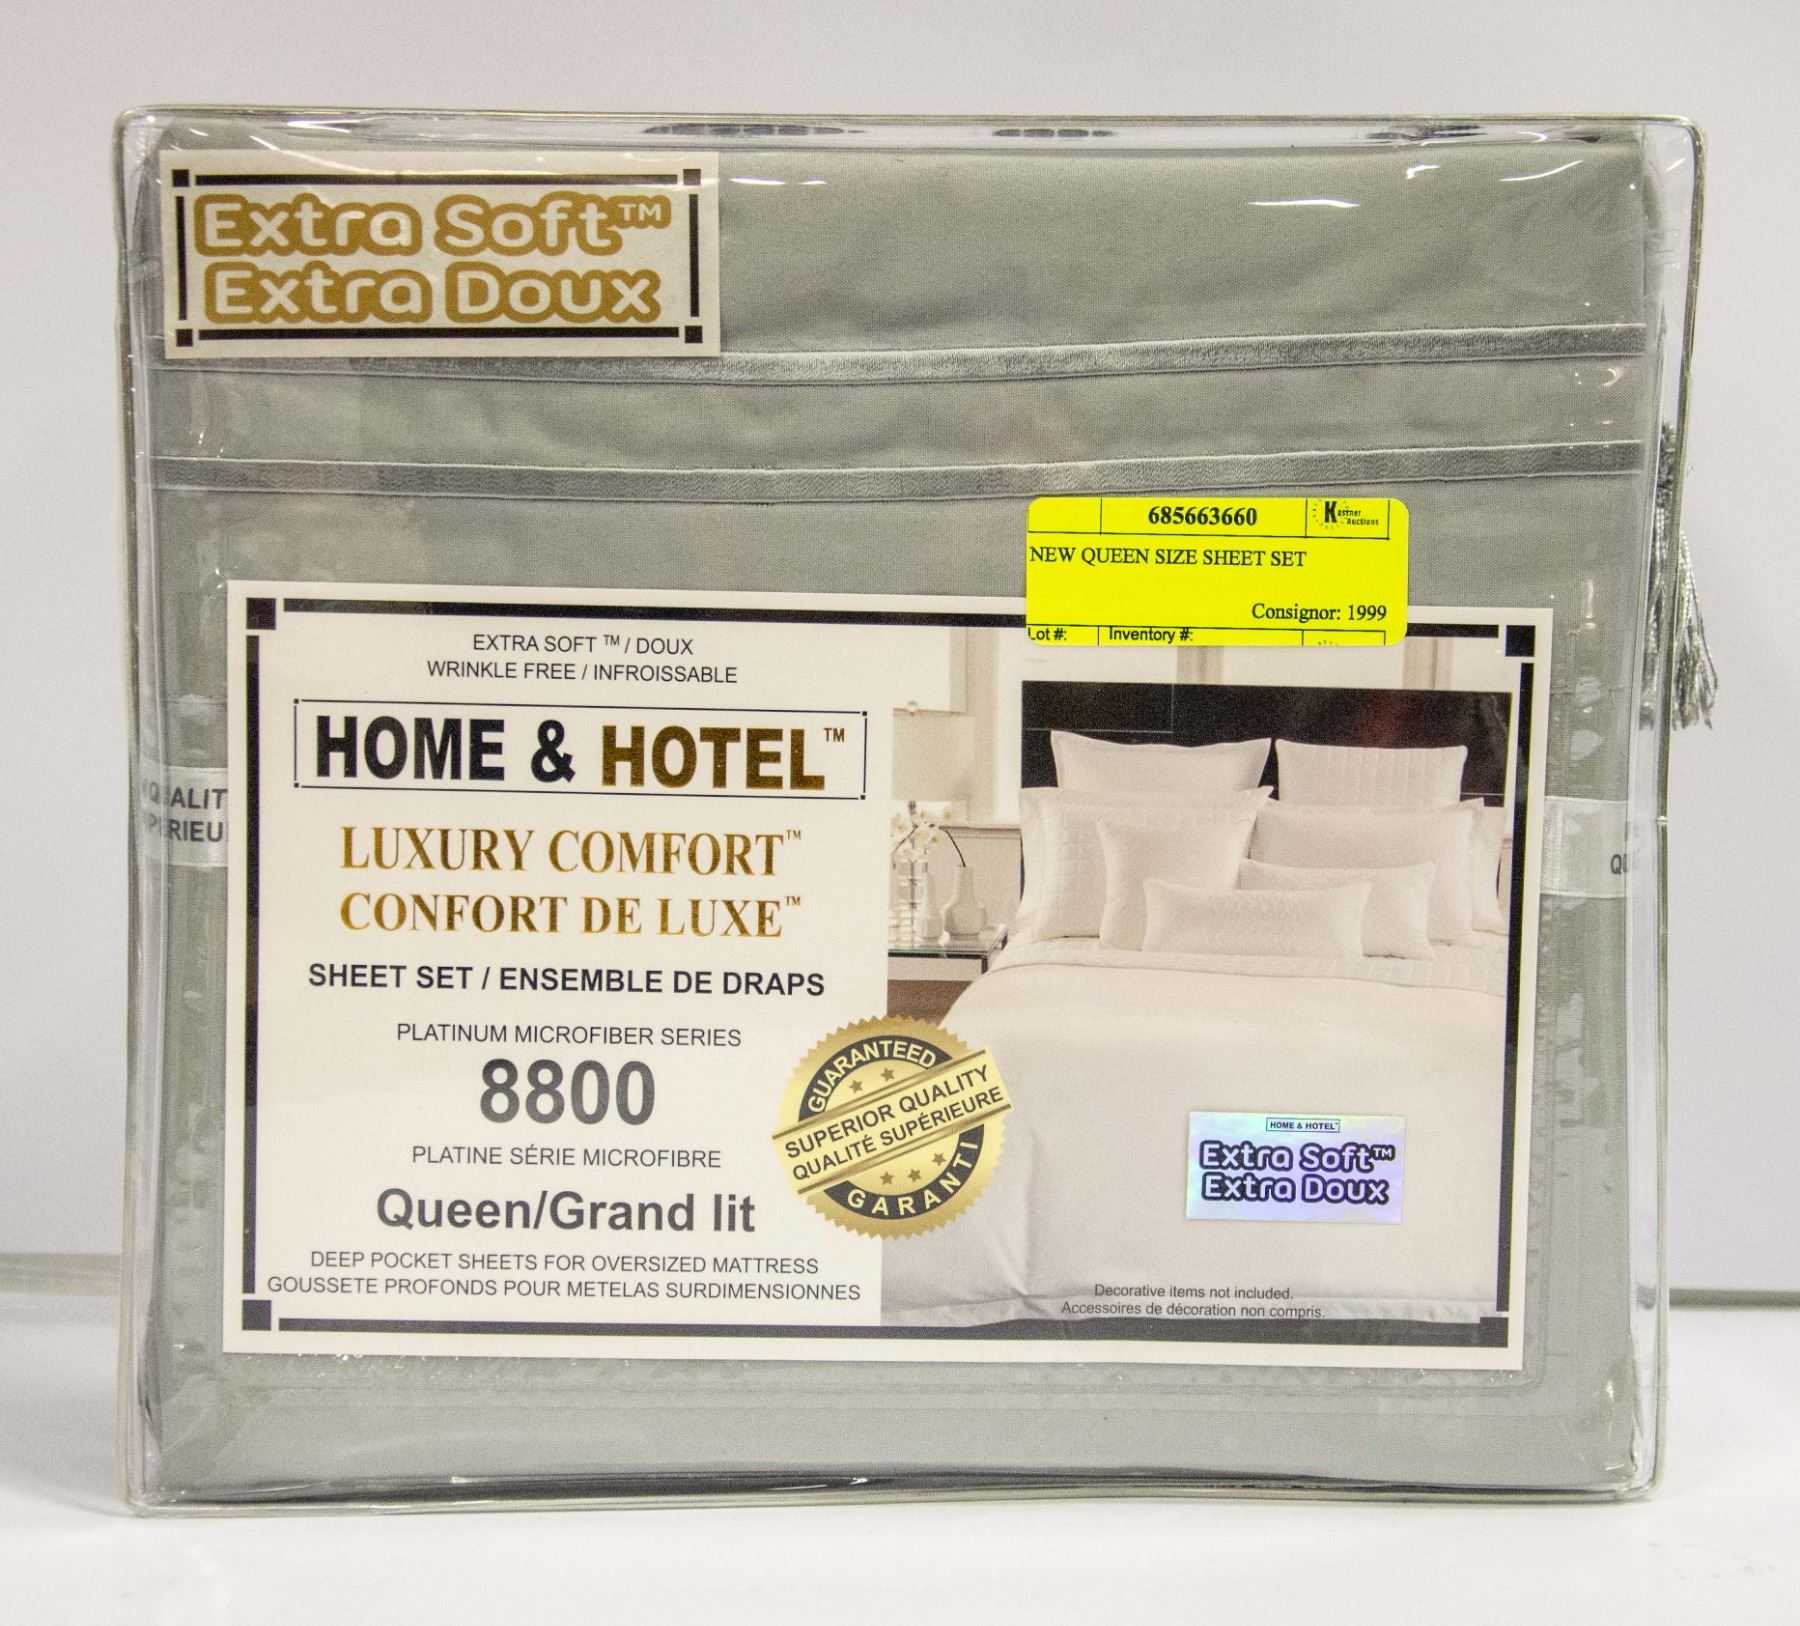 Extra Soft™
Extra Doux
685663660
Kastner
Auctions
NEW QUEEN SIZE SHEET SET
Consignor: 1999
Lot #: Inventory #:
EXTRA SOFT ™ / DOUX
WRINKLE FREE / INFROISSABLE
HOME & HOTEL™
LUXURY COMFORT™
CONFORT DE LUXE™
SHEET SET / ENSEMBLE DE DRAPS
PLATINUM MICROFIBER SERIES
8800
PLATINE SÉRIE MICROFIBRE
Queen/Grand lit
DEEP POCKET SHEETS FOR OVERSIZED MATTRESS
GOUSSETE PROFONDS POUR METELAS SURDIMENSIONNES
GUARANTEED
SUPERIOR QUALITY
QUALITÉ SUPÉRIEURE
GARANTI
HOME & HOTEL™
Extra Soft™
Extra Doux
Decorative items not included.
Accessoires de décoration non compris.